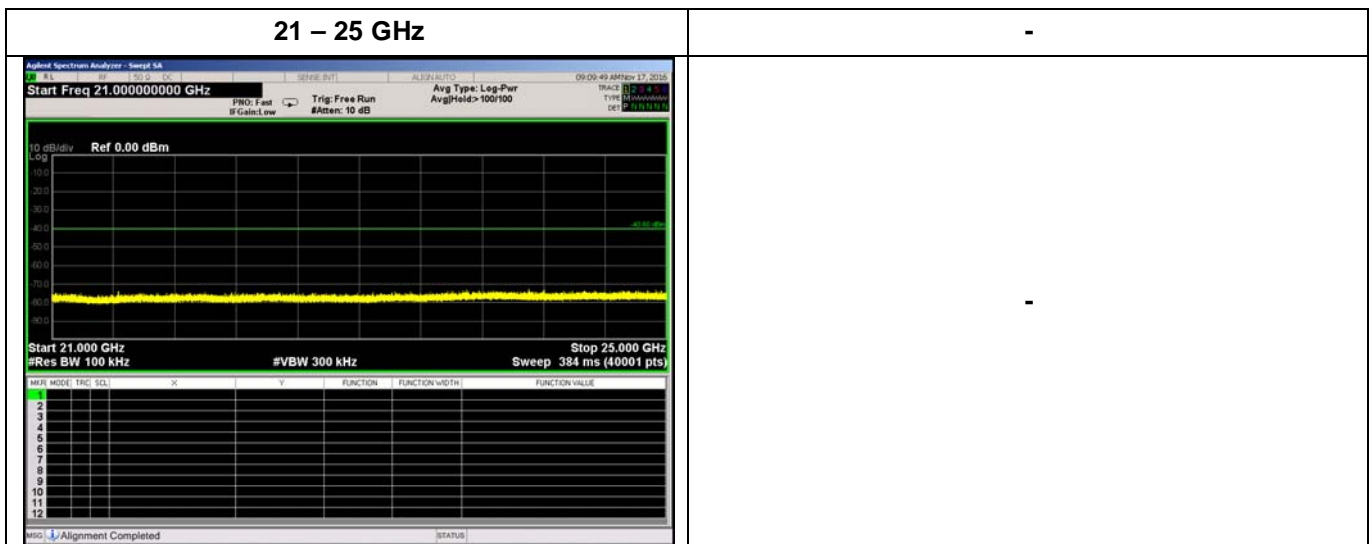 21 – 25 GHz
-
Agilent Spectrum Analyzer - Swept SA
RL RF 50 Ω DC SENSE:INT ALIGN AUTO 09:09:49 AM Nov 17, 2016
Start Freq 21.000000000 GHz
PNO: Fast
IFGain:Low
Trig: Free Run
#Atten: 10 dB
Avg Type: Log-Pwr
Avg|Hold:> 100/100
TRACE 1 2 3 4 5 6
TYPE
DET P N N N N N
10 dB/div Ref 0.00 dBm
Log
-10.0
-20.0
-30.0
-40.0
-50.0
-60.0
-70.0
-80.0
-90.0
Start 21.000 GHz Stop 25.000 GHz
#Res BW 100 kHz #VBW 300 kHz Sweep 384 ms (40001 pts)
MKR MODE TRC SCL X Y FUNCTION FUNCTION WIDTH FUNCTION VALUE
1
2
3
4
5
6
7
8
9
10
11
12
MSG Alignment Completed STATUS
-